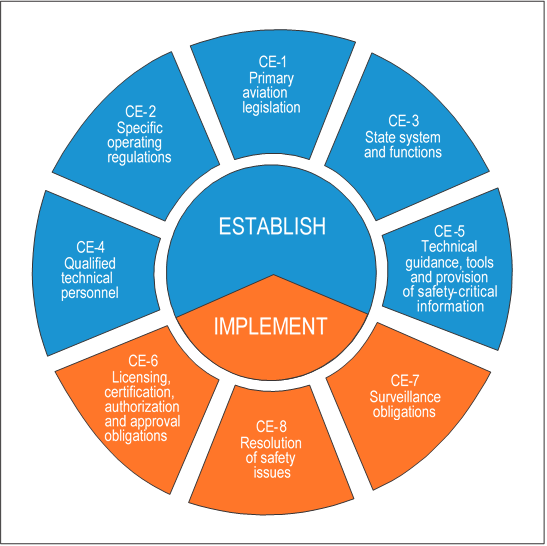 CE-1
Primary
aviation
legislation
CE-2
Specific
operating
regulations
CE-3
State system
and functions
CE-4
Qualified
technical
personnel
ESTABLISH
CE-5
Technical
guidance, tools
and provision
of safety-critical
information
IMPLEMENT
CE-6
Licensing,
certification,
authorization
and approval
obligations
CE-8
Resolution
of safety
issues
CE-7
Surveillance
obligations